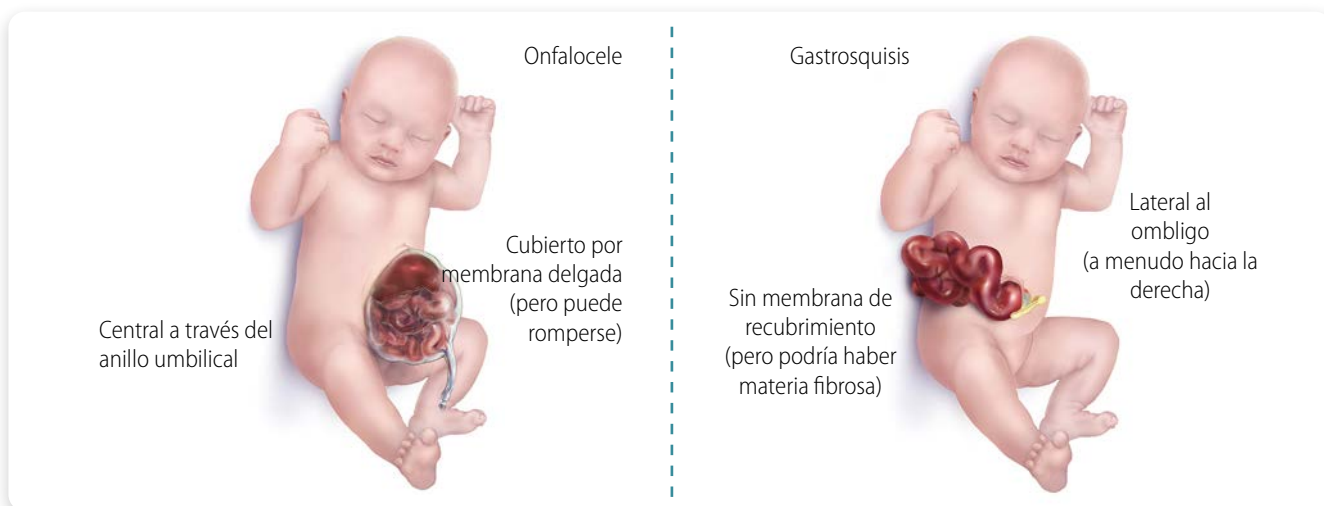 Onfalocele
Cubierto por
membrana delgada
(pero puede
romperse)
Central a través del
anillo umbilical
Gastrosquisis
Lateral al
ombligo
(a menudo hacia la
derecha)
Sin membrana de
recubrimiento
(pero podría haber
materia fibrosa)